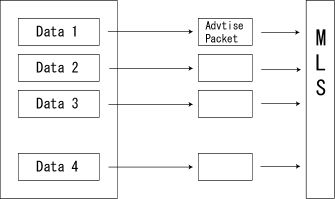 Data 1
Advtise
Packet
Data 2
Data 3
Data 4
M
L
S